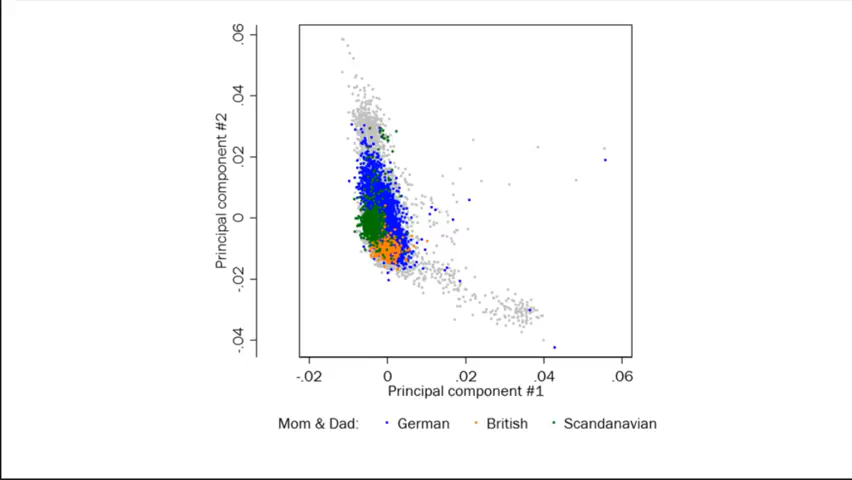 .06
.04
.02
0
-.02
-.04
Principal component #2
-.02 0 .02 .04 .06
Principal component #1
Mom & Dad: German British Scandanavian